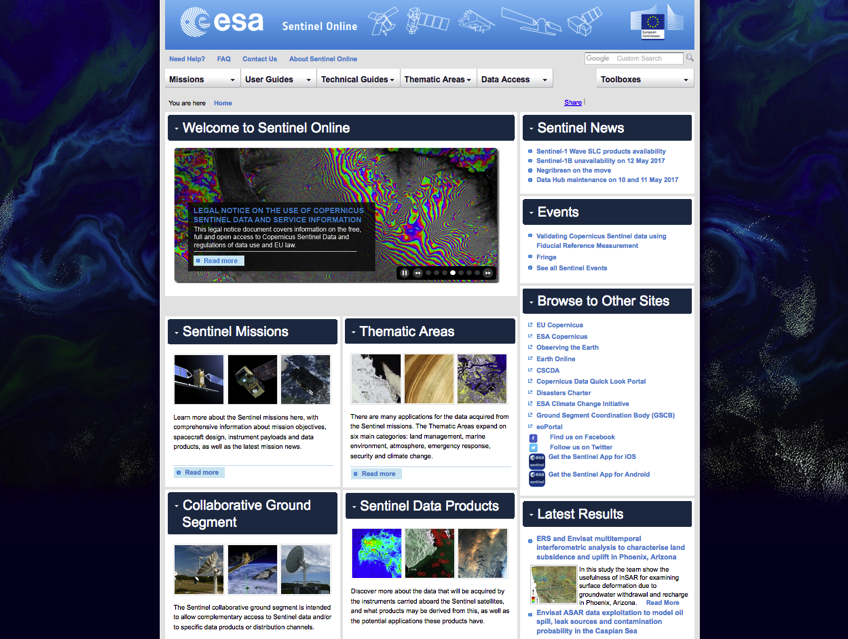 esa
Sentinel Online
European
Commission
Need Help?
FAQ
Contact Us
About Sentinel Online
Google
Custom Search
Missions
User Guides
Technical Guides
Thematic Areas
Data Access
Toolboxes
You are here
Home
Share
Welcome to Sentinel Online
LEGAL NOTICE ON THE USE OF COPERNICUS
SENTINEL DATA AND SERVICE INFORMATION
This legal notice document covers information on the free,
full and open access to Copernicus Sentinel Data and
regulations of data use and EU law.
Read more
Sentinel News
Sentinel-1 Wave SLC products availability
Sentinel-1B unavailability on 12 May 2017
Negribreen on the move
Data Hub maintenance on 10 and 11 May 2017
Events
Validating Copernicus Sentinel data using
Fiducial Reference Measurement
Fringe
See all Sentinel Events
Browse to Other Sites
EU Copernicus
ESA Copernicus
Observing the Earth
Earth Online
CSCDA
Copernicus Data Quick Look Portal
Disasters Charter
ESA Climate Change Initiative
Ground Segment Coordination Body (GSCB)
eoPortal
Find us on Facebook
Follow us on Twitter
esa
sentinel
Get the Sentinel App for iOS
esa
sentinel
Get the Sentinel App for Android
Sentinel Missions
Learn more about the Sentinel missions here, with
comprehensive information about mission objectives,
spacecraft design, instrument payloads and data
products, as well as the latest mission news.
Read more
Thematic Areas
There are many applications for the data acquired from
the Sentinel missions. The Thematic Areas expand on
six main categories: land management, marine
environment, atmosphere, emergency response,
security and climate change.
Read more
Collaborative Ground
Segment
The Sentinel collaborative ground segment is intended
to allow complementary access to Sentinel data and/or
to specific data products or distribution channels.
Sentinel Data Products
Discover more about the data that will be acquired by
the instruments carried aboard the Sentinel satellites,
and what products may be derived from this, as well as
the potential applications these products have.
Latest Results
ERS and Envisat multitemporal
interferometric analysis to characterise land
subsidence and uplift in Phoenix, Arizona
In this study the team show the
usefulness of InSAR for examining
surface deformation due to
groundwater withdrawal and recharge
in Phoenix, Arizona.
Read More
Envisat ASAR data exploitation to model oil
spill, leak sources and contamination
probability in the Caspian Sea